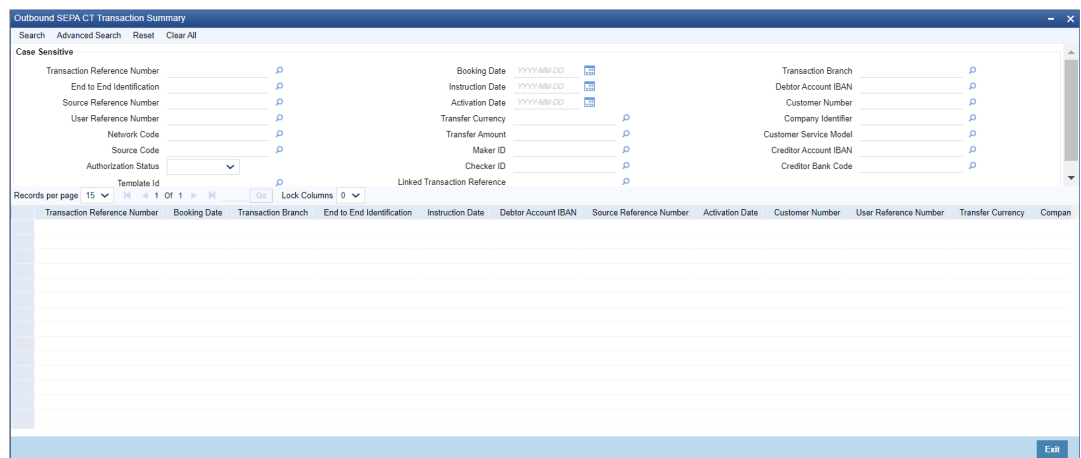 Outbound SEPA CT Transaction Summary
Search Advanced Search Reset Clear All
Case Sensitive
Transaction Reference Number Booking Date YYYY-MM-DD Transaction Branch
End to End Identification Instruction Date YYYY-MM-DD Debtor Account IBAN
Source Reference Number Activation Date YYYY-MM-DD Customer Number
User Reference Number Transfer Currency Company Identifier
Network Code Transfer Amount Customer Service Model
Source Code Maker ID Creditor Account IBAN
Authorization Status Checker ID Creditor Bank Code
Template Id Linked Transaction Reference
Records per page 15 1 Of 1 Go Lock Columns 0
Transaction Reference Number Booking Date Transaction Branch End to End Identification Instruction Date Debtor Account IBAN Source Reference Number Activation Date Customer Number User Reference Number Transfer Currency Compan
Exit